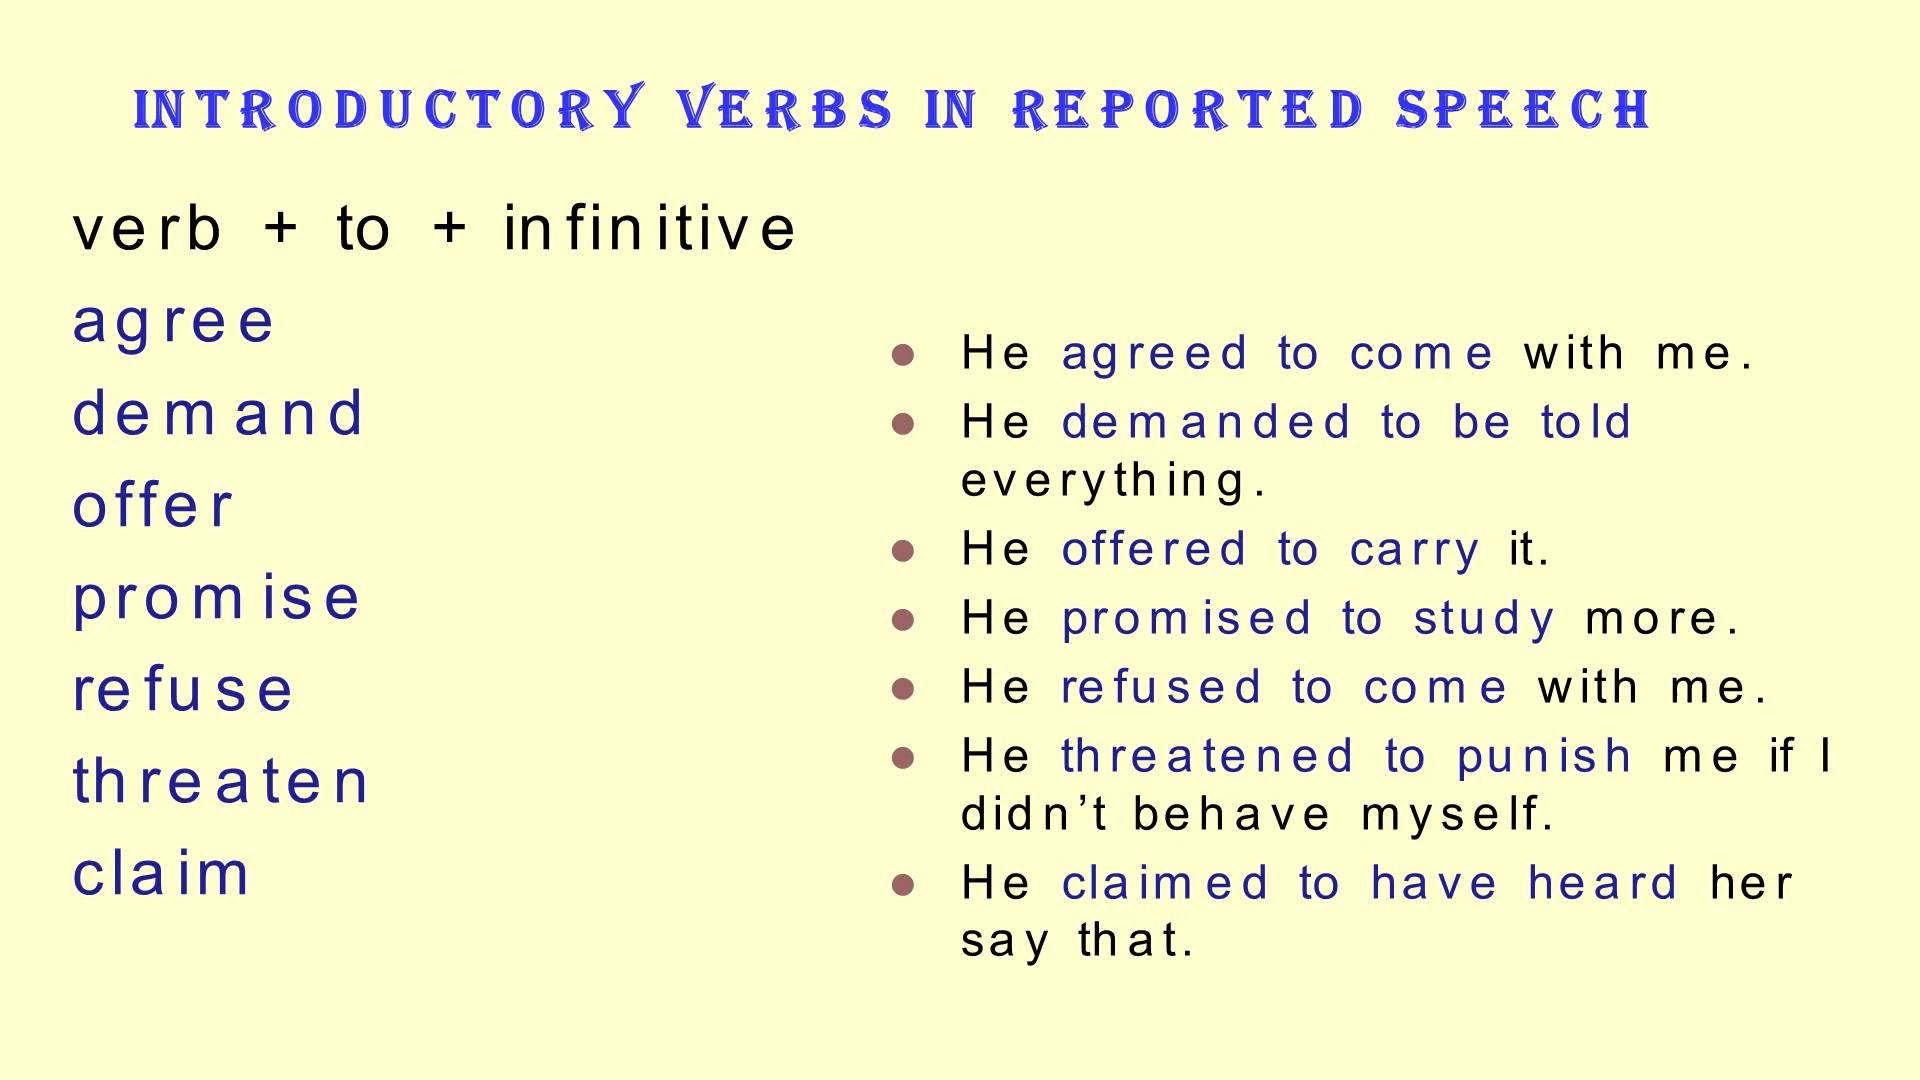 INTRODUCTORY VERBS IN REPORTED SPEECH
verb + to + infinitive
agree
demand
offer
promise
refuse
threaten
claim
● He agreed to come with me.
● He demanded to be told
everything.
● He offered to carry it.
● He promised to study more.
● He refused to come with me.
● He threatened to punish me if I
didn’t behave myself.
● He claimed to have heard her
say that.